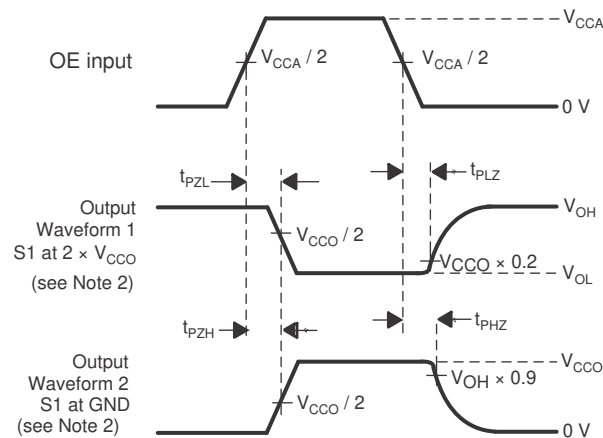 V_CCA
OE input
V_CCA / 2
V_CCA / 2
0 V
t_PZL
t_PLZ
Output
Waveform 1
S1 at 2 × V_CCO
(see Note 2)
V_OH
V_CCO / 2
VCCO × 0.2
V_OL
t_PZH
t_PHZ
Output
Waveform 2
S1 at GND
(see Note 2)
V_CCO
V_OH × 0.9
V_CCO / 2
0 V